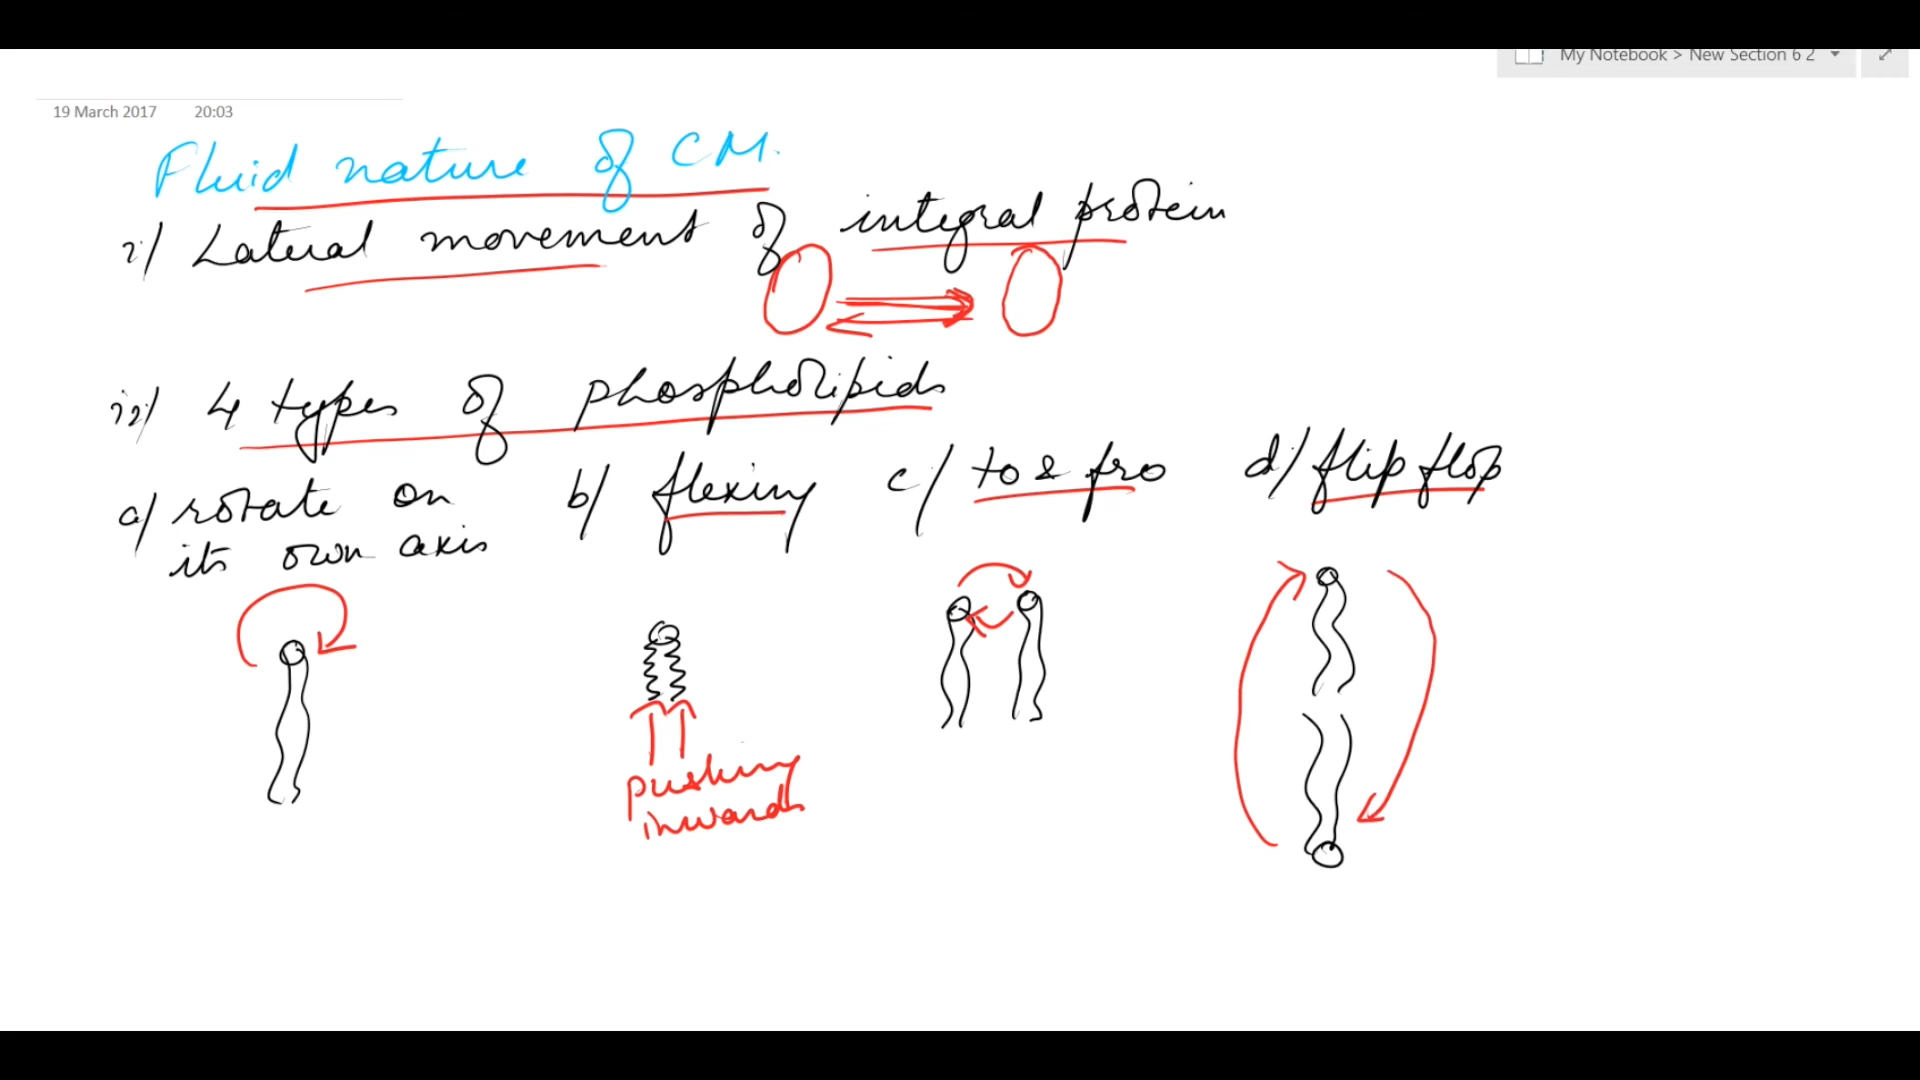 My Notebook > New Section 6 2
19 March 2017 20:03
Fluid nature of CM.
i/ Lateral movement of integral protein
ii/ 4 types of phospholipids
a/ rotate on its own axis
b/ flexing
c/ to & fro
d/ flip flop
pushing
inwards